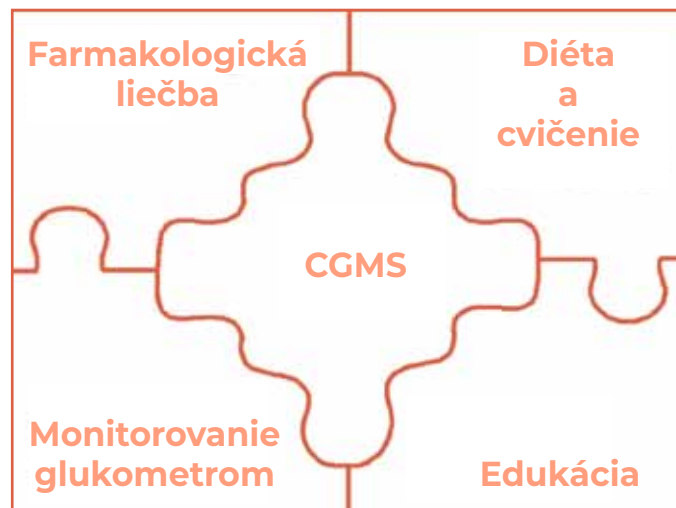 Farmakologická
liečba
Diéta
a
cvičenie
CGMS
Monitorovanie
glukometrom
Edukácia